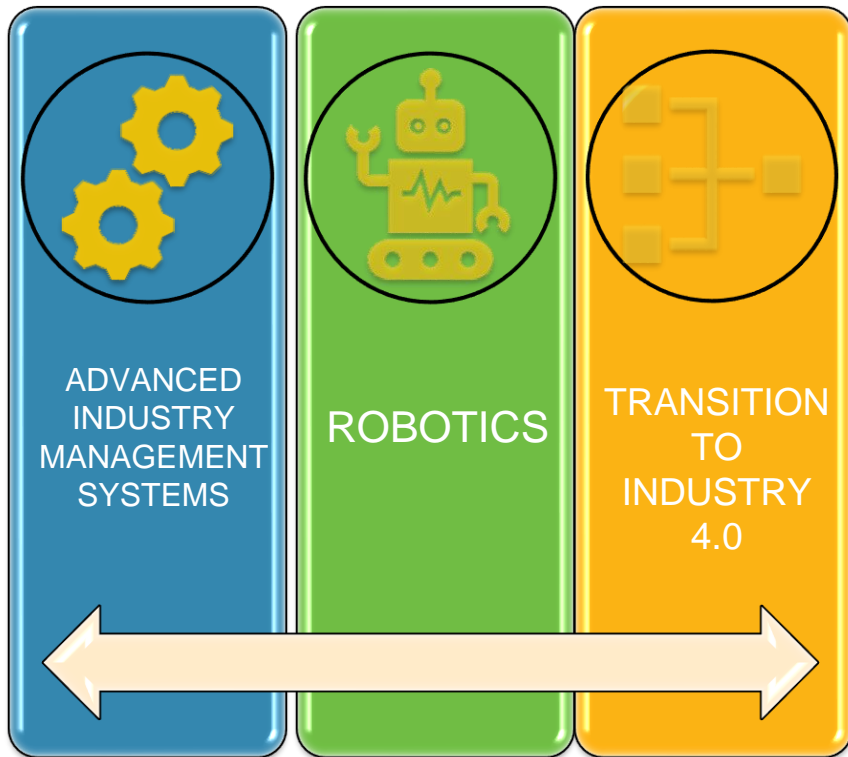 ADVANCED
INDUSTRY
MANAGEMENT
SYSTEMS
ROBOTICS
TRANSITION
TO
INDUSTRY
4.0